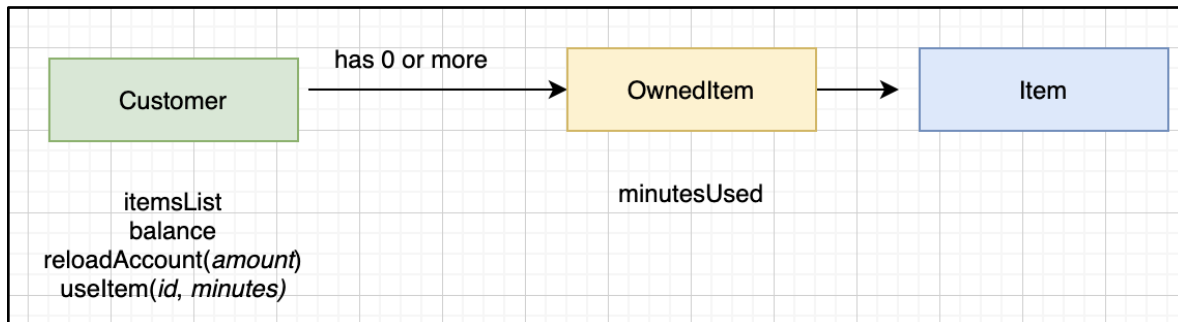 has 0 or more
Customer
OwnedItem
Item
itemsList
balance
reloadAccount(amount)
useItem(id, minutes)
minutesUsed